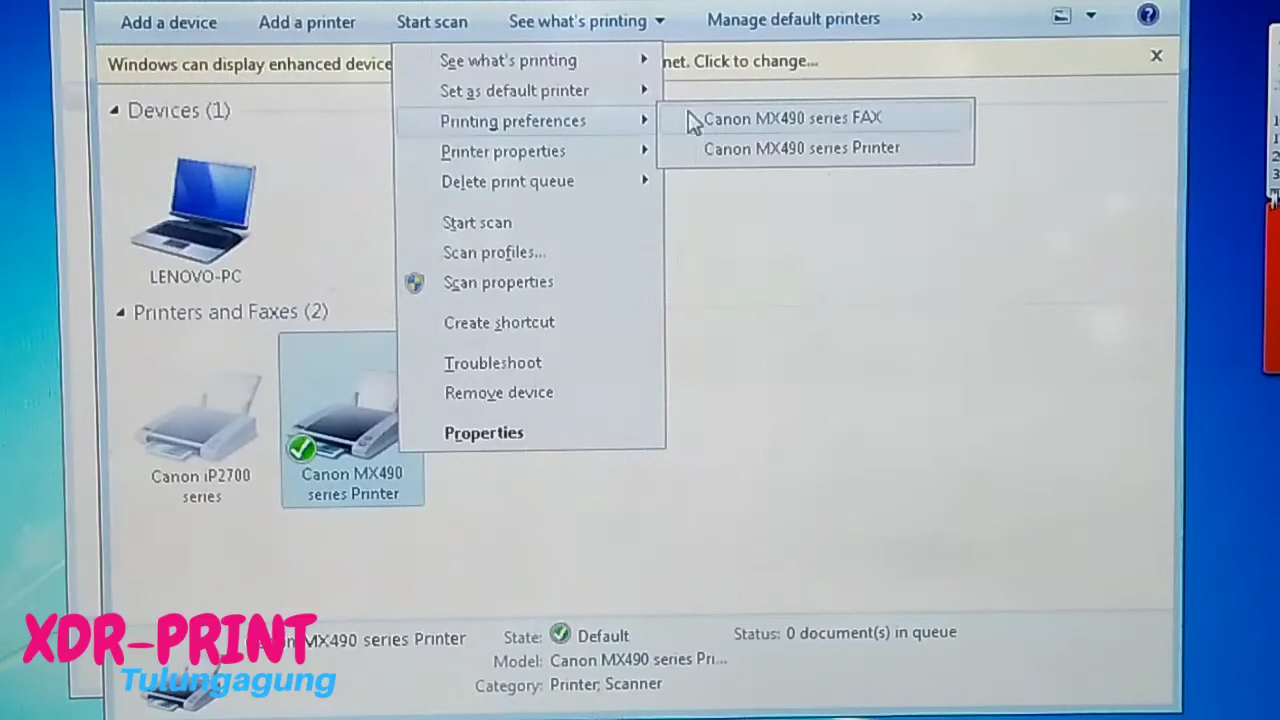 Add a device Add a printer Start scan See what's printing Manage default printers »
Windows can display enhanced device net. Click to change...
Devices (1)
LENOVO-PC
Printers and Faxes (2)
Canon iP2700
series
Canon MX490
series Printer
See what's printing
Set as default printer
Printing preferences
Printer properties
Delete print queue
Start scan
Scan profiles...
Scan properties
Create shortcut
Troubleshoot
Remove device
Properties
Canon MX490 series FAX
Canon MX490 series Printer
MX490 series Printer
State: Default
Status: 0 document(s) in queue
Model: Canon MX490 series Pri...
Category: Printer; Scanner
XDR-PRINT
Tulungagung